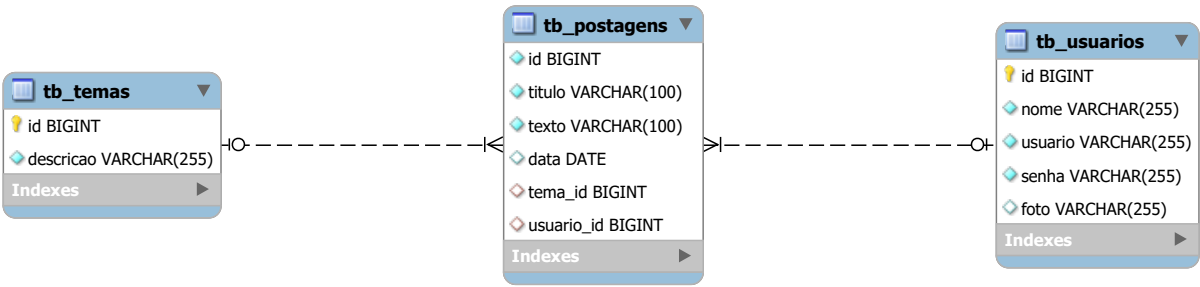 tb_temas
id BIGINT
descricao VARCHAR(255)
Indexes
tb_postagens
id BIGINT
titulo VARCHAR(100)
texto VARCHAR(100)
data DATE
tema_id BIGINT
usuario_id BIGINT
Indexes
tb_usuarios
id BIGINT
nome VARCHAR(255)
usuario VARCHAR(255)
senha VARCHAR(255)
foto VARCHAR(255)
Indexes